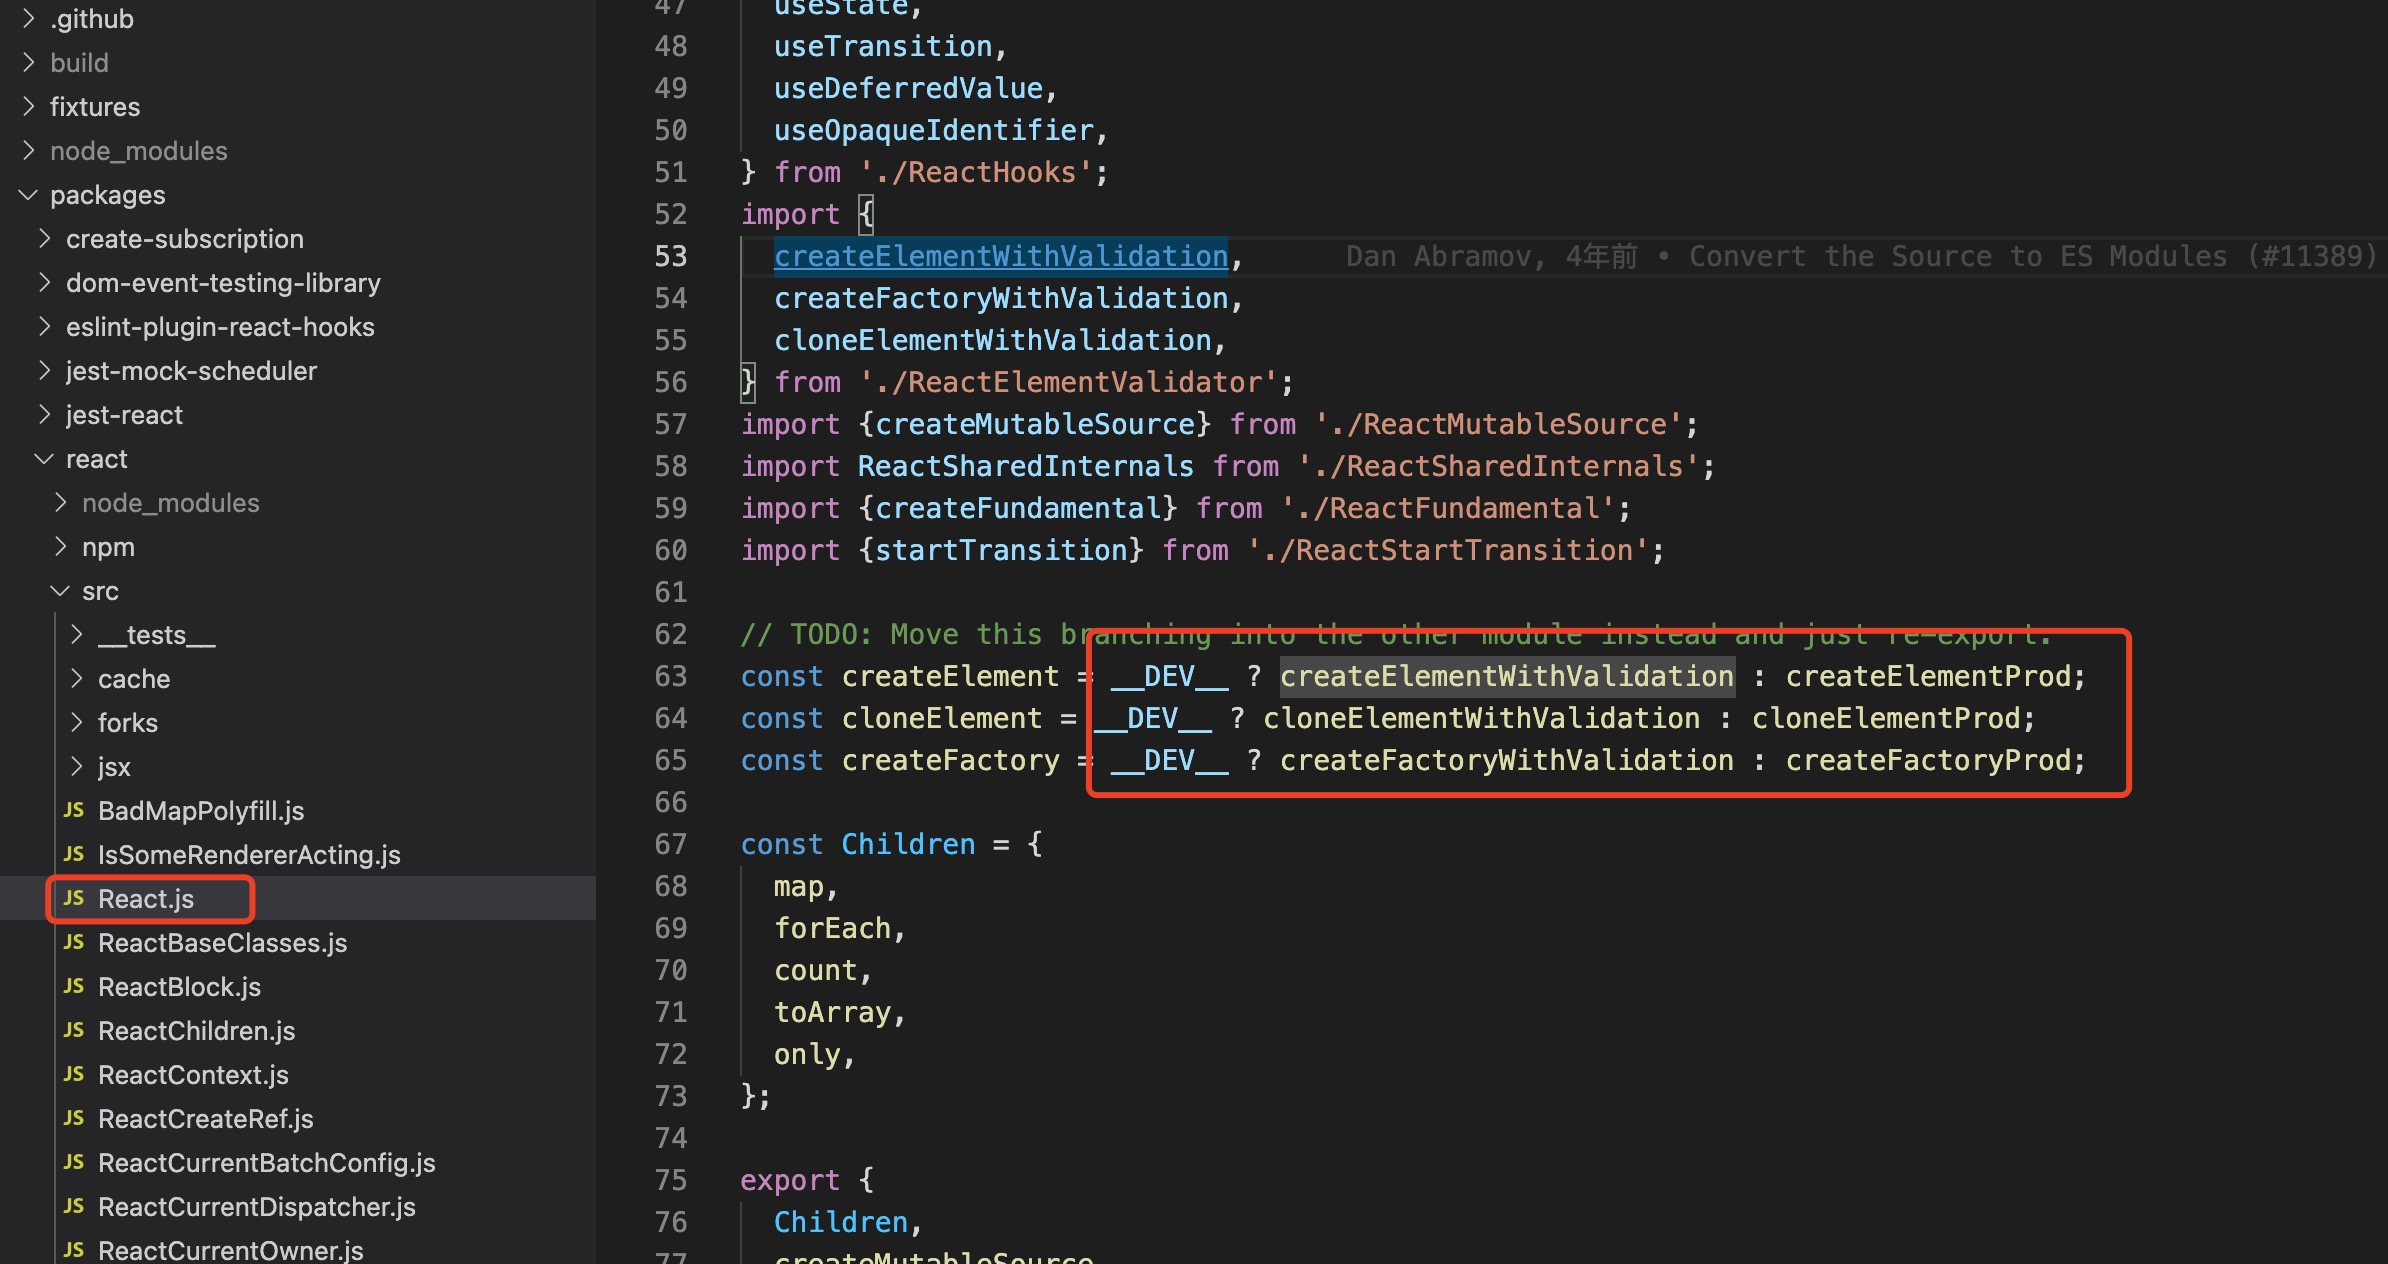 .github
build
fixtures
node_modules
packages
create-subscription
dom-event-testing-library
eslint-plugin-react-hooks
jest-mock-scheduler
jest-react
react
node_modules
npm
src
__tests__
cache
forks
jsx
JS BadMapPolyfill.js
JS IsSomeRendererActing.js
JS React.js
JS ReactBaseClasses.js
JS ReactBlock.js
JS ReactChildren.js
JS ReactContext.js
JS ReactCreateRef.js
JS ReactCurrentBatchConfig.js
JS ReactCurrentDispatcher.js
JS ReactCurrentOwner.js
47 useState,
48 useTransition,
49 useDeferredValue,
50 useOpaqueIdentifier,
51 } from './ReactHooks';
52 import {
53 createElementWithValidation, Dan Abramov, 4年前 • Convert the Source to ES Modules (#11389)
54 createFactoryWithValidation,
55 cloneElementWithValidation,
56 } from './ReactElementValidator';
57 import {createMutableSource} from './ReactMutableSource';
58 import ReactSharedInternals from './ReactSharedInternals';
59 import {createFundamental} from './ReactFundamental';
60 import {startTransition} from './ReactStartTransition';
61
62 // TODO: Move this branching into the other module instead and just re-export.
63 const createElement = __DEV__ ? createElementWithValidation : createElementProd;
64 const cloneElement = __DEV__ ? cloneElementWithValidation : cloneElementProd;
65 const createFactory = __DEV__ ? createFactoryWithValidation : createFactoryProd;
66
67 const Children = {
68 map,
69 forEach,
70 count,
71 toArray,
72 only,
73 };
74
75 export {
76 Children,
77 createMutableSource